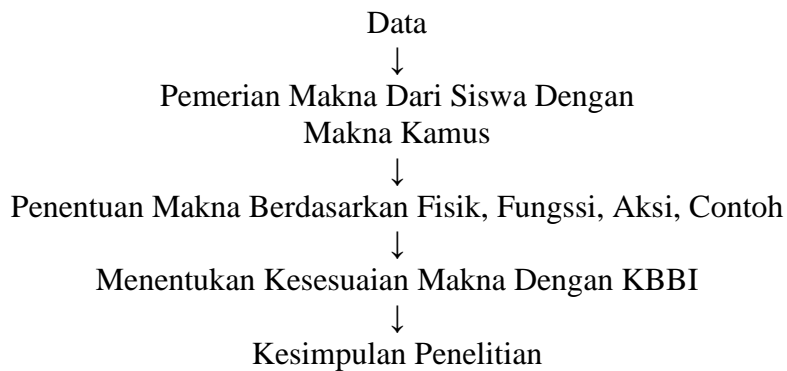 Data
↓
Pemerian Makna Dari Siswa Dengan
Makna Kamus
↓
Penentuan Makna Berdasarkan Fisik, Fungssi, Aksi, Contoh
↓
Menentukan Kesesuaian Makna Dengan KBBI
↓
Kesimpulan Penelitian